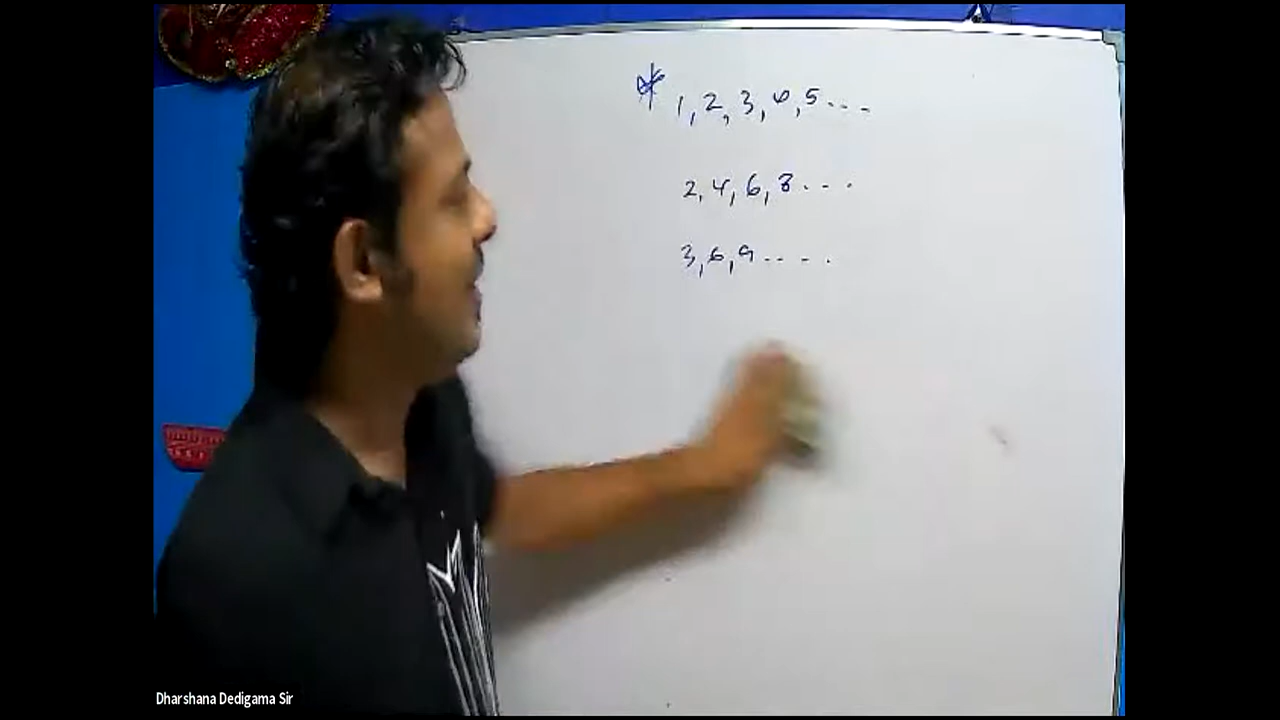 * 1, 2, 3, 4, 5...
2, 4, 6, 8...
3, 6, 9....
Dharshana Dedigama Sir